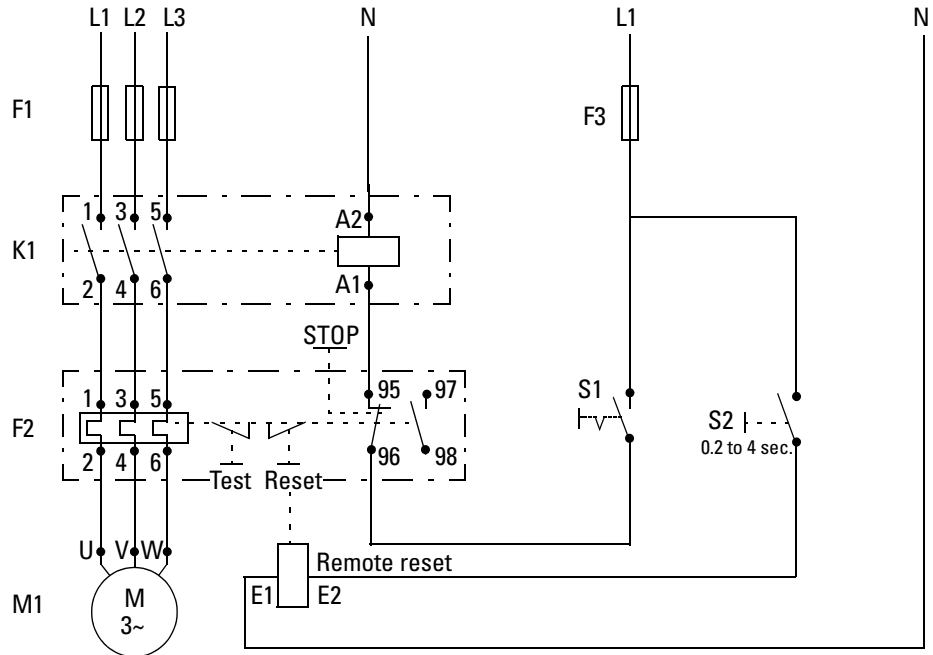 L1 L2 L3 N L1 N
F1
F3
1 3 5
A2
K1
2 4 6
A1
STOP
1 3 5
95 97
S1
F2
S2
2 4 6
96 98
0.2 to 4 sec.
Test Reset
U V W
Remote reset
E1 E2
M1
M
3~